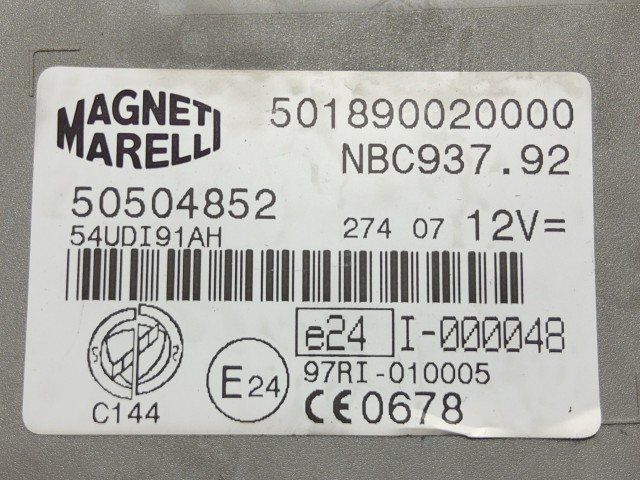 MAGNETI
MARELLI
501890020000
NBC937.92
50504852
54UDI91AH
274 07 12V=
e24 I-000048
97RI-010005
E24
C144
CE0678